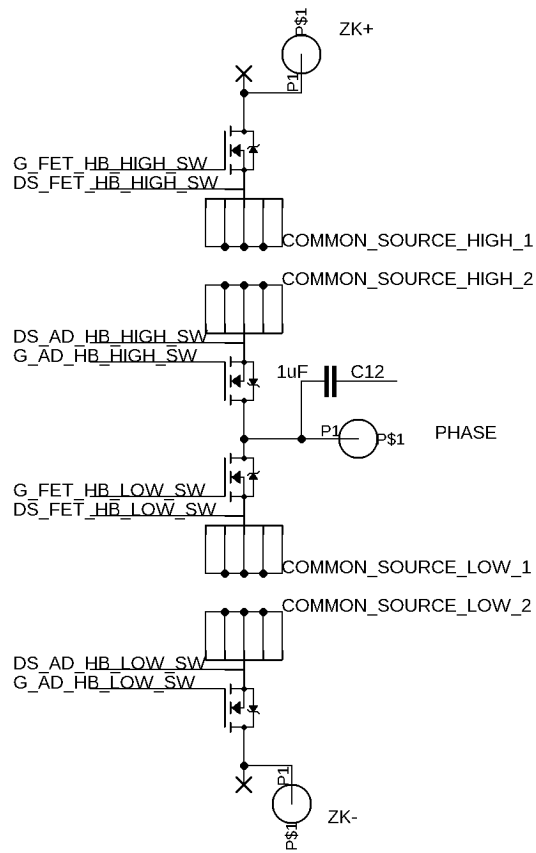 P$1
ZK+
P1
G_FET_HB_HIGH_SW
DS_FET_HB_HIGH_SW
COMMON_SOURCE_HIGH_1
COMMON_SOURCE_HIGH_2
DS_AD_HB_HIGH_SW
G_AD_HB_HIGH_SW
1uF C12
P1 P$1 PHASE
G_FET_HB_LOW_SW
DS_FET_HB_LOW_SW
COMMON_SOURCE_LOW_1
COMMON_SOURCE_LOW_2
DS_AD_HB_LOW_SW
G_AD_HB_LOW_SW
P1
ZK-
P$1